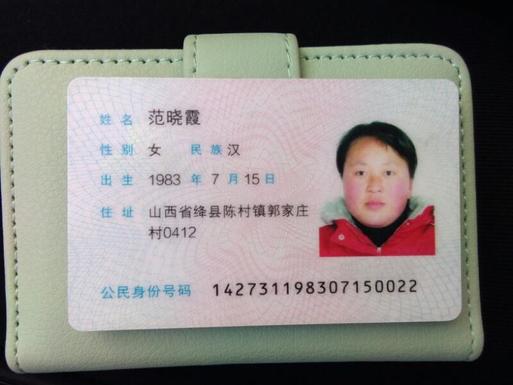 姓名 范晓霞
性别 女 民族 汉
出生 1983 年 7 月 15 日
住址 山西省绛县陈村镇郭家庄
村0412
公民身份号码 142731198307150022